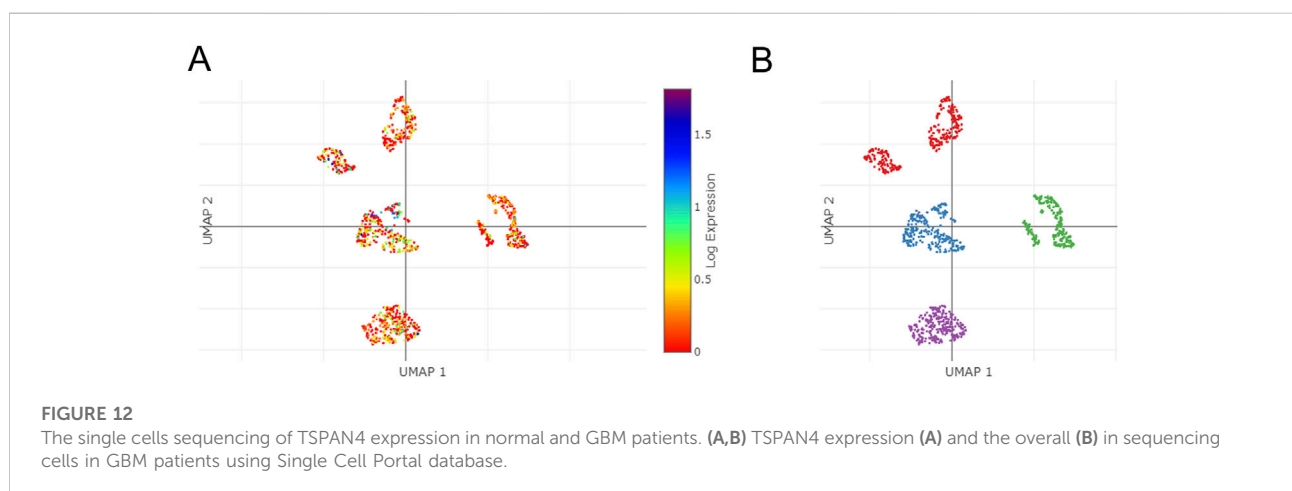 A
B
UMAP 2
UMAP 1
1.5
1
0.5
0
Log Expression
UMAP 2
UMAP 1
FIGURE 12
The single cells sequencing of TSPAN4 expression in normal and GBM patients. (A,B) TSPAN4 expression (A) and the overall (B) in sequencing
cells in GBM patients using Single Cell Portal database.